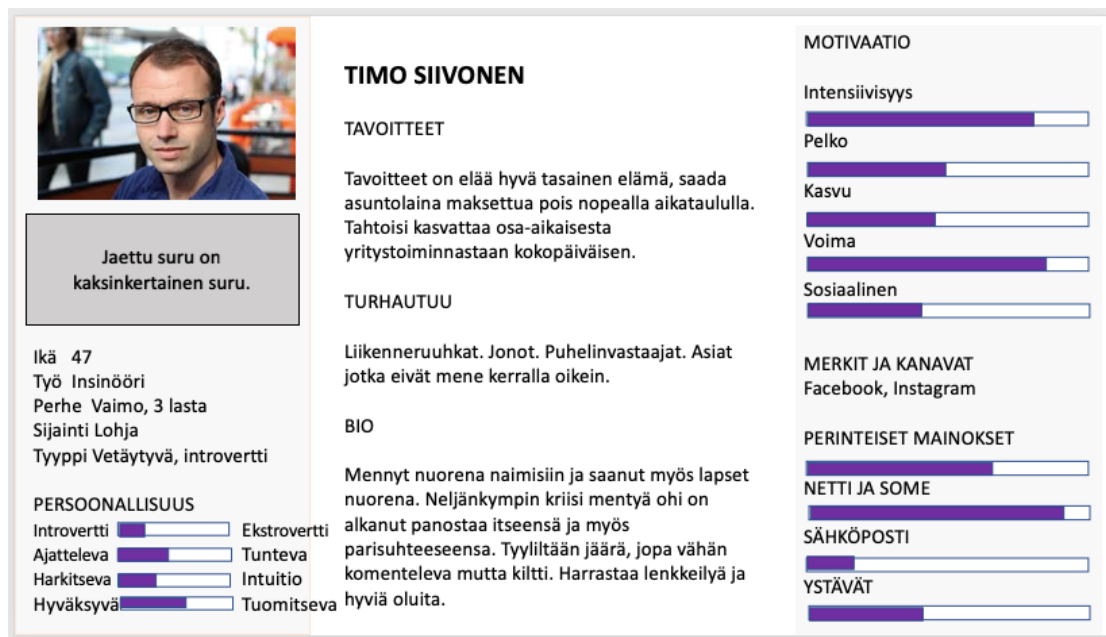 Jaettu suru on
kaksinkertainen suru.
Ikä 47
Työ Insinööri
Perhe Vaimo, 3 lasta
Sijainti Lohja
Tyyppi Vetäytyvä, introvertti
PERSOONALLISUUS
Introvertti Ekstrovertti
Ajatteleva Tunteva
Harkitseva Intuitio
Hyväksyvä Tuomitseva
TIMO SIIVONEN
TAVOITTEET
Tavoitteet on elää hyvä tasainen elämä, saada
asuntolaina maksettua pois nopealla aikataululla.
Tahtoisi kasvattaa osa-aikaisesta
yritystoiminnastaan kokopäiväisen.
TURHAUTUU
Liikenneruuhkat. Jonot. Puhelinvastaajat. Asiat
jotka eivät mene kerralla oikein.
BIO
Mennyt nuorena naimisiin ja saanut myös lapset
nuorena. Neljänkympin kriisi mentyä ohi on
alkanut panostaa itseensä ja myös
parisuhteeseensa. Tyyliltään jäärä, jopa vähän
komenteleva mutta kiltti. Harrastaa lenkkeilyä ja
hyviä oluita.
MOTIVAATIO
Intensiivisyys
Pelko
Kasvu
Voima
Sosiaalinen
MERKIT JA KANAVAT
Facebook, Instagram
PERINTEISET MAINOKSET
NETTI JA SOME
SÄHKÖPOSTI
YSTÄVÄT